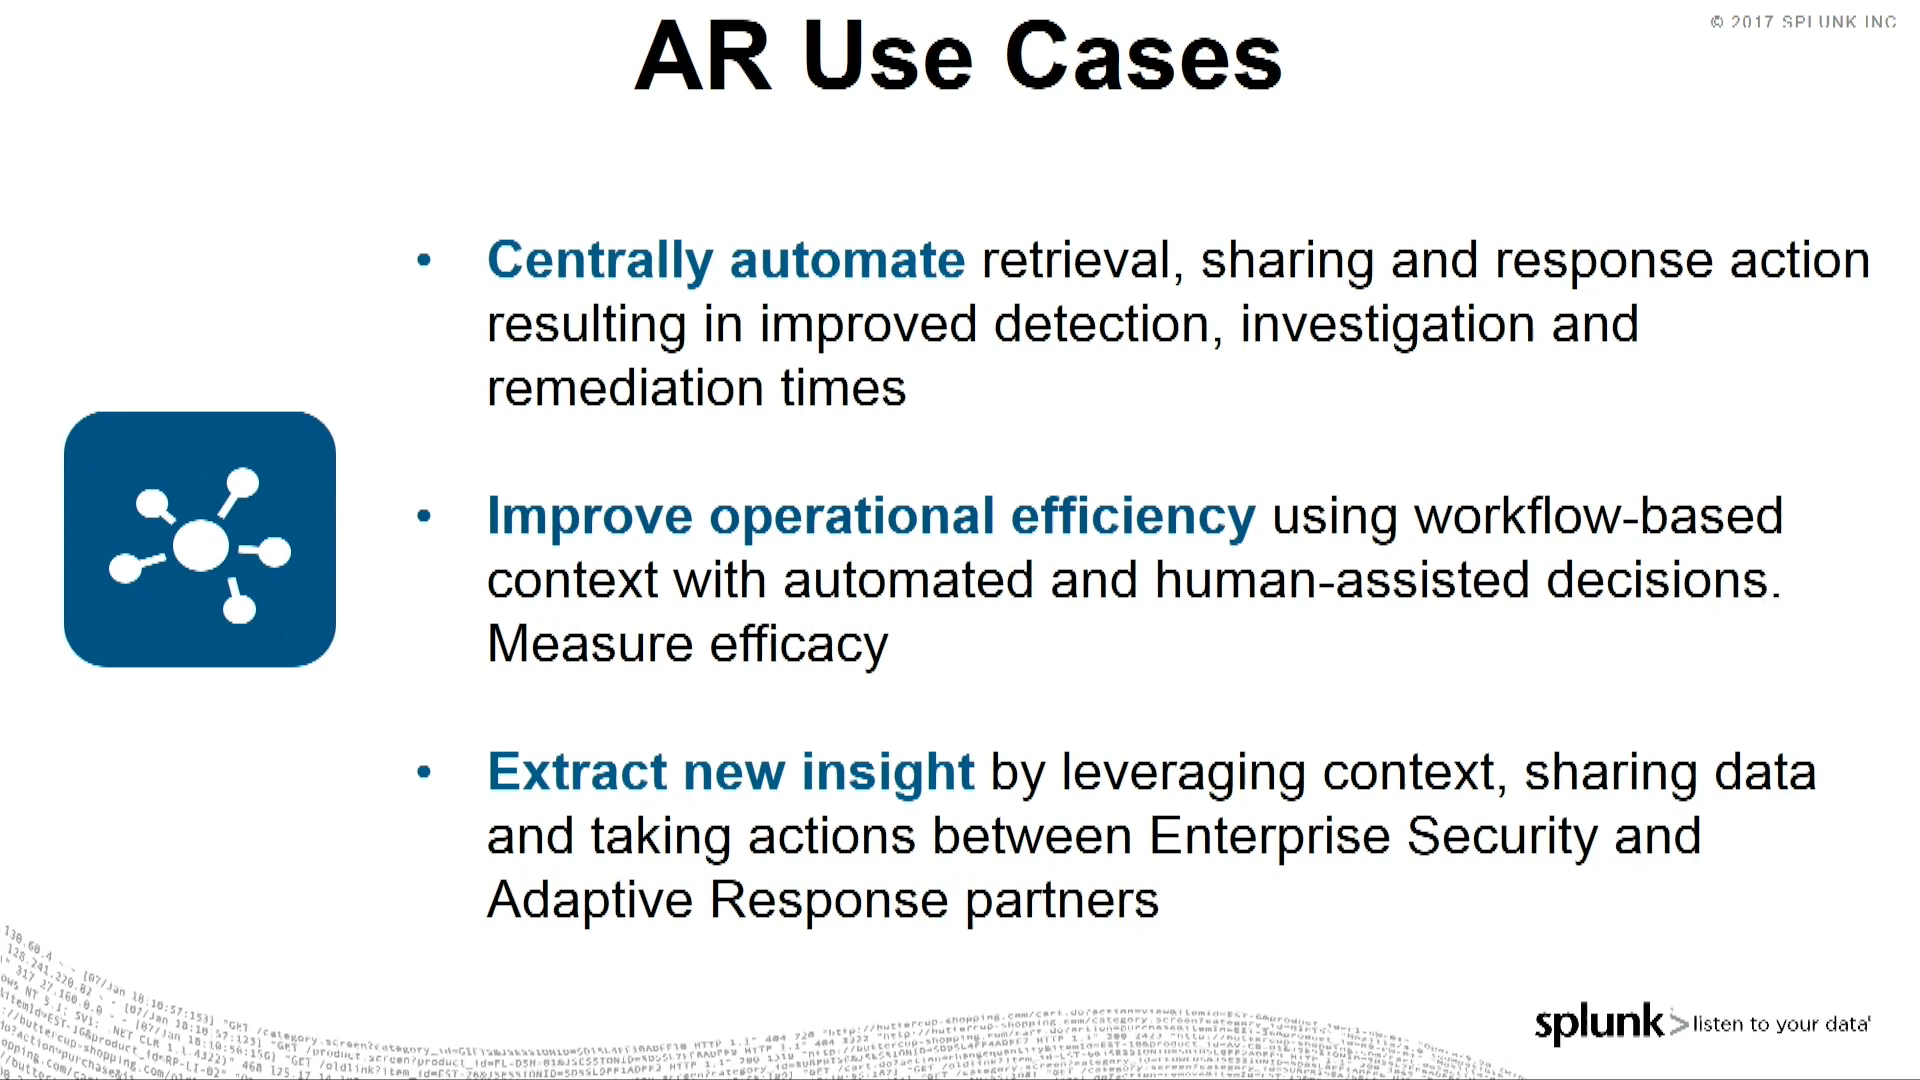 © 2017 SPLUNK INC
AR Use Cases
• Centrally automate retrieval, sharing and response action
resulting in improved detection, investigation and
remediation times
• Improve operational efficiency using workflow-based
context with automated and human-assisted decisions.
Measure efficacy
• Extract new insight by leveraging context, sharing data
and taking actions between Enterprise Security and
Adaptive Response partners
splunk> listen to your data